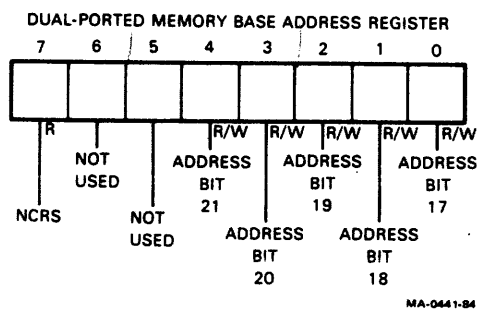 DUAL-PORTED MEMORY BASE ADDRESS REGISTER
7 6 5 4 3 2 1 0
R R/W R/W R/W R/W R/W
NOT
USED
ADDRESS
BIT
21
ADDRESS
BIT
19
ADDRESS
BIT
17
NCRS
NOT
USED
ADDRESS
BIT
20
ADDRESS
BIT
18
MA-0441-84